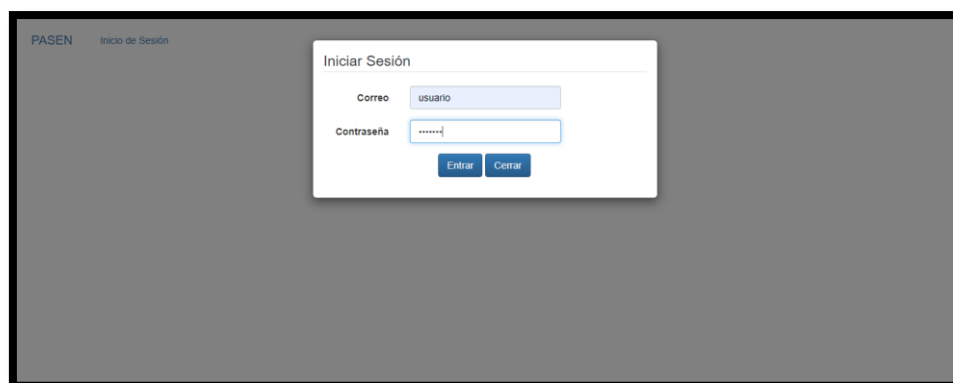 PASEN Inicio de Sesión
Iniciar Sesión
Correo usuario
Contraseña •••••••
Entrar Cerrar